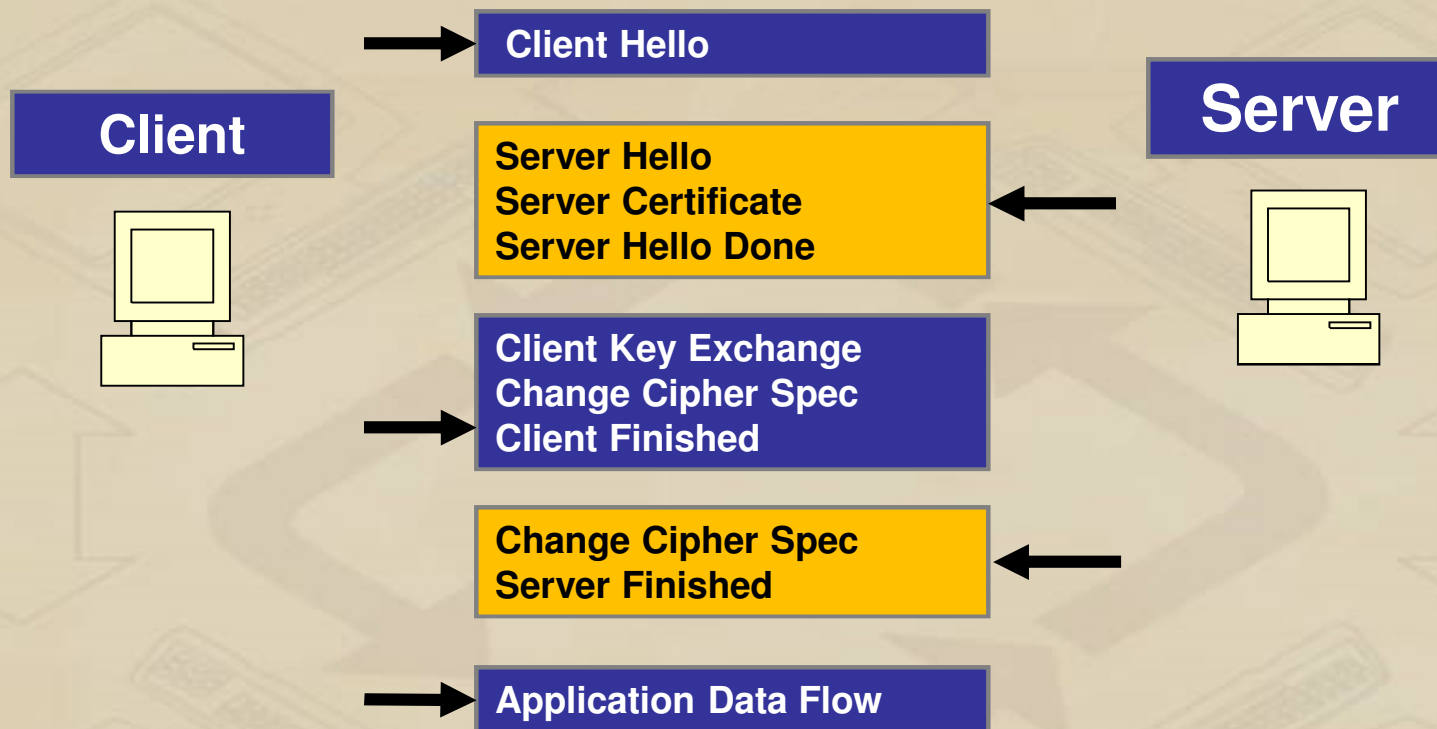 Client Hello
Client
Server
Server Hello
Server Certificate
Server Hello Done
Client Key Exchange
Change Cipher Spec
Client Finished
Change Cipher Spec
Server Finished
Application Data Flow